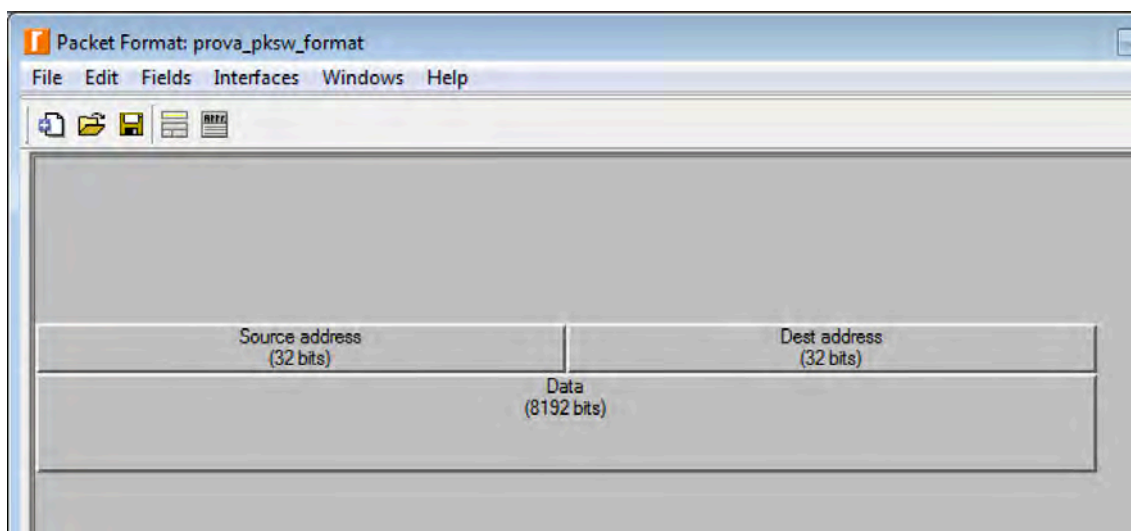 Packet Format: prova_pksw_format
File Edit Fields Interfaces Windows Help
Source address
(32 bits)
Dest address
(32 bits)
Data
(8192 bits)